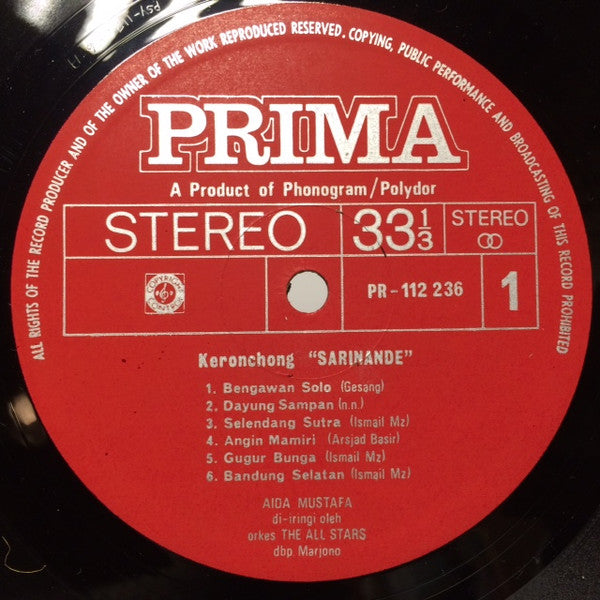 ALL RIGHTS OF THE RECORD PRODUCER AND OF THE OWNER OF THE WORK REPRODUCED RESERVED. COPYING, PUBLIC PERFORMANCE AND BROADCASTING OF THIS RECORD PROHIBITED
PRIMA
A Product of Phonogram/Polydor
STEREO
33 1/3
STEREO
COPYRIGHT CONTROL
PR-112 236
1
Keronchong "SARINANDE"
1. Bengawan Solo (Gesang)
2. Dayung Sampan (n.n.)
3. Selendang Sutra (Ismail Mz)
4. Angin Mamiri (Arsjad Basir)
5. Gugur Bunga (Ismail Mz)
6. Bandung Selatan (Ismail Mz)
AIDA MUSTAFA
di-iringi oleh
orkes THE ALL STARS
dbp Marjono